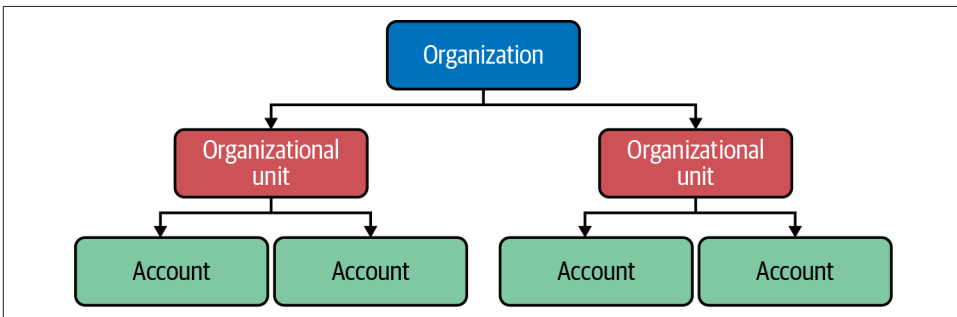 Organization
Organizational
unit
Organizational
unit
Account
Account
Account
Account